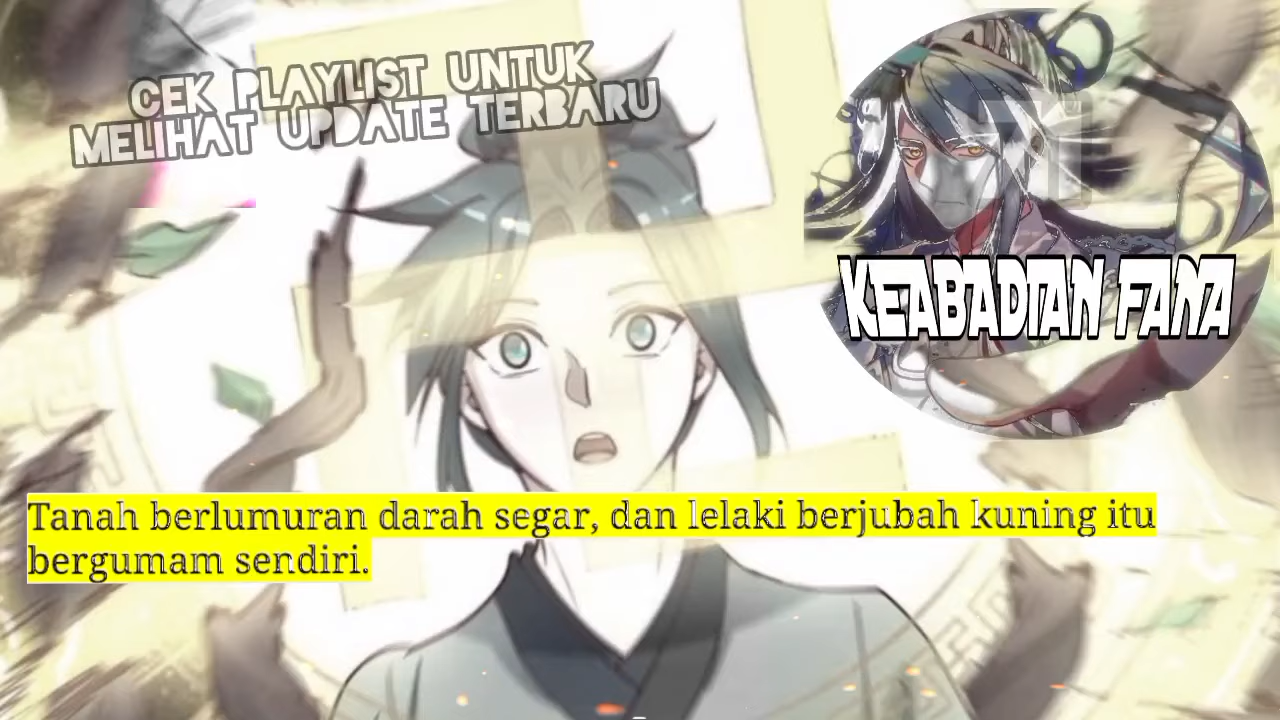 CEK PLAYLIST UNTUK
MELIHAT UPDATE TERBARU
KEABADIAN FANA
Tanah berlumuran darah segar, dan lelaki berjubah kuning itu
bergumam sendiri.